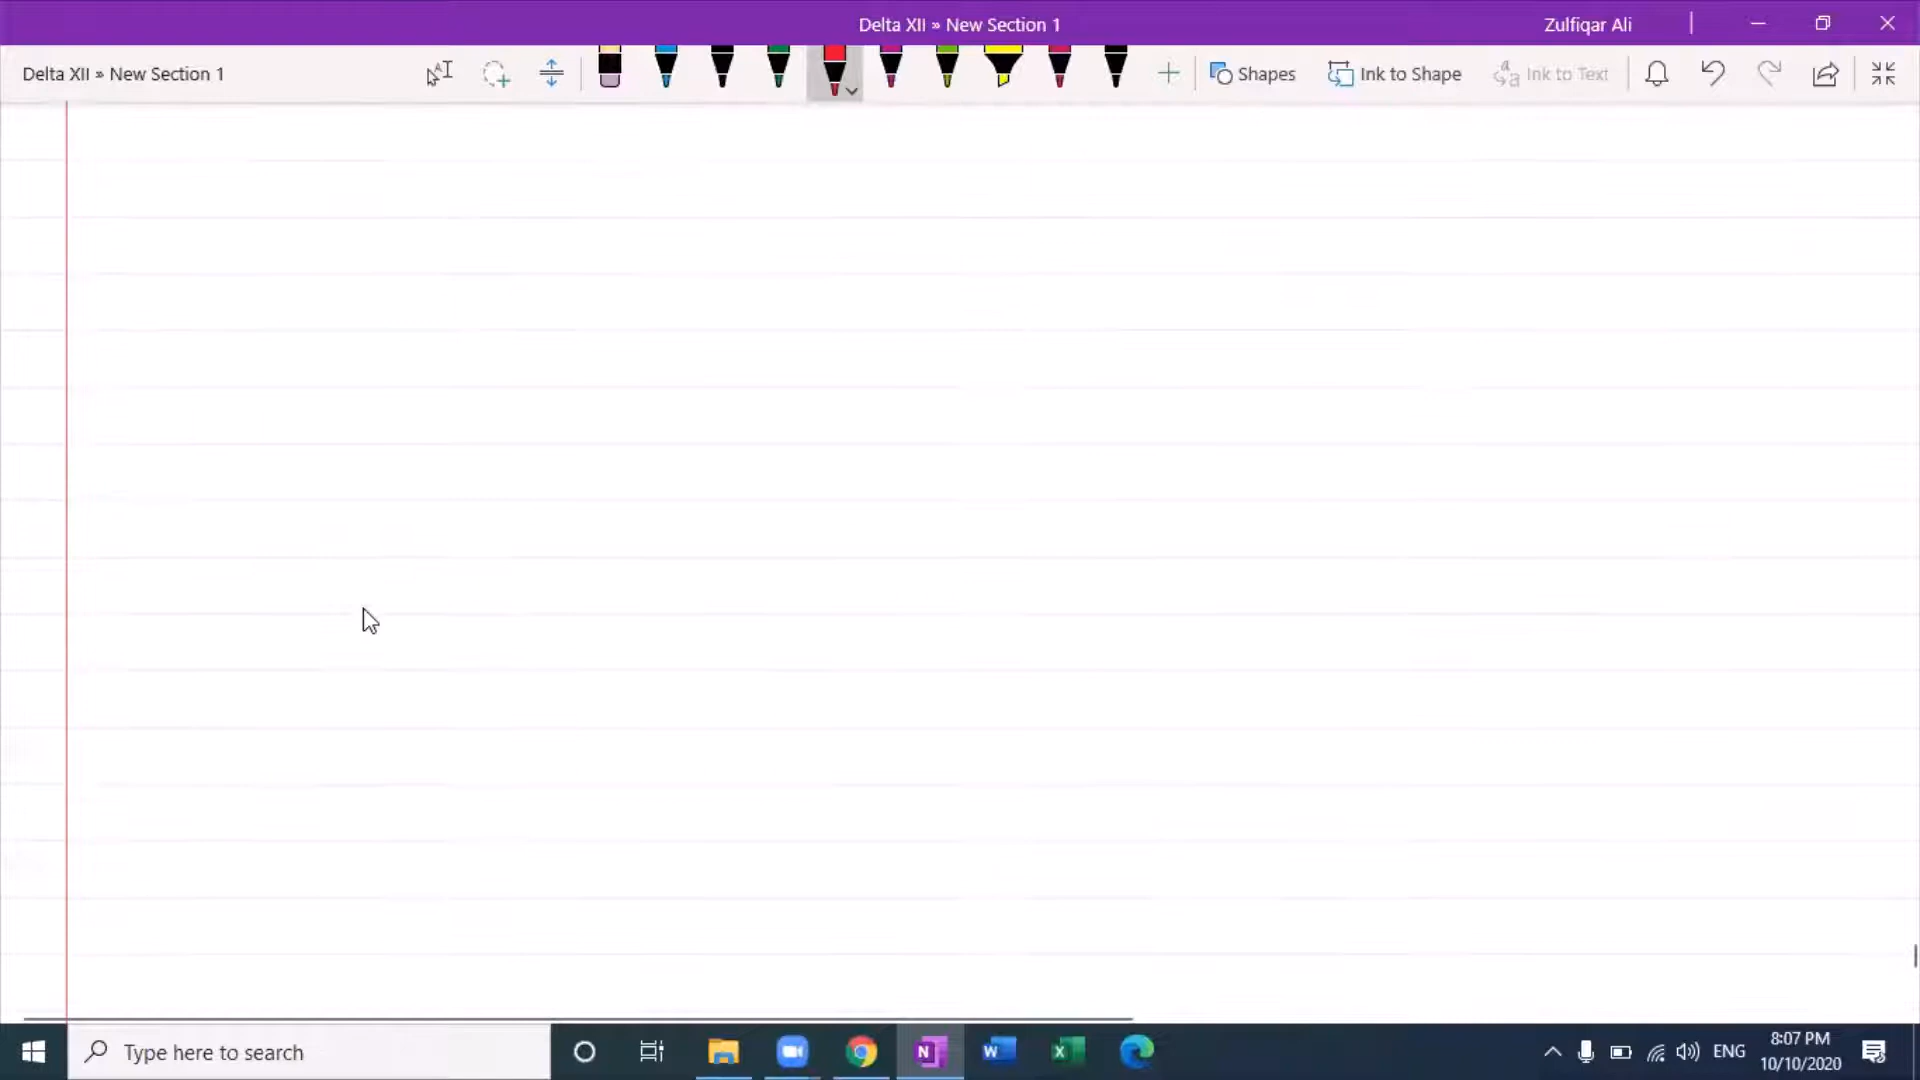 Delta XII » New Section 1
Zulfiqar Ali
Delta XII » New Section 1
Shapes
Ink to Shape
Ink to Text
Type here to search
ENG
8:07 PM
10/10/2020